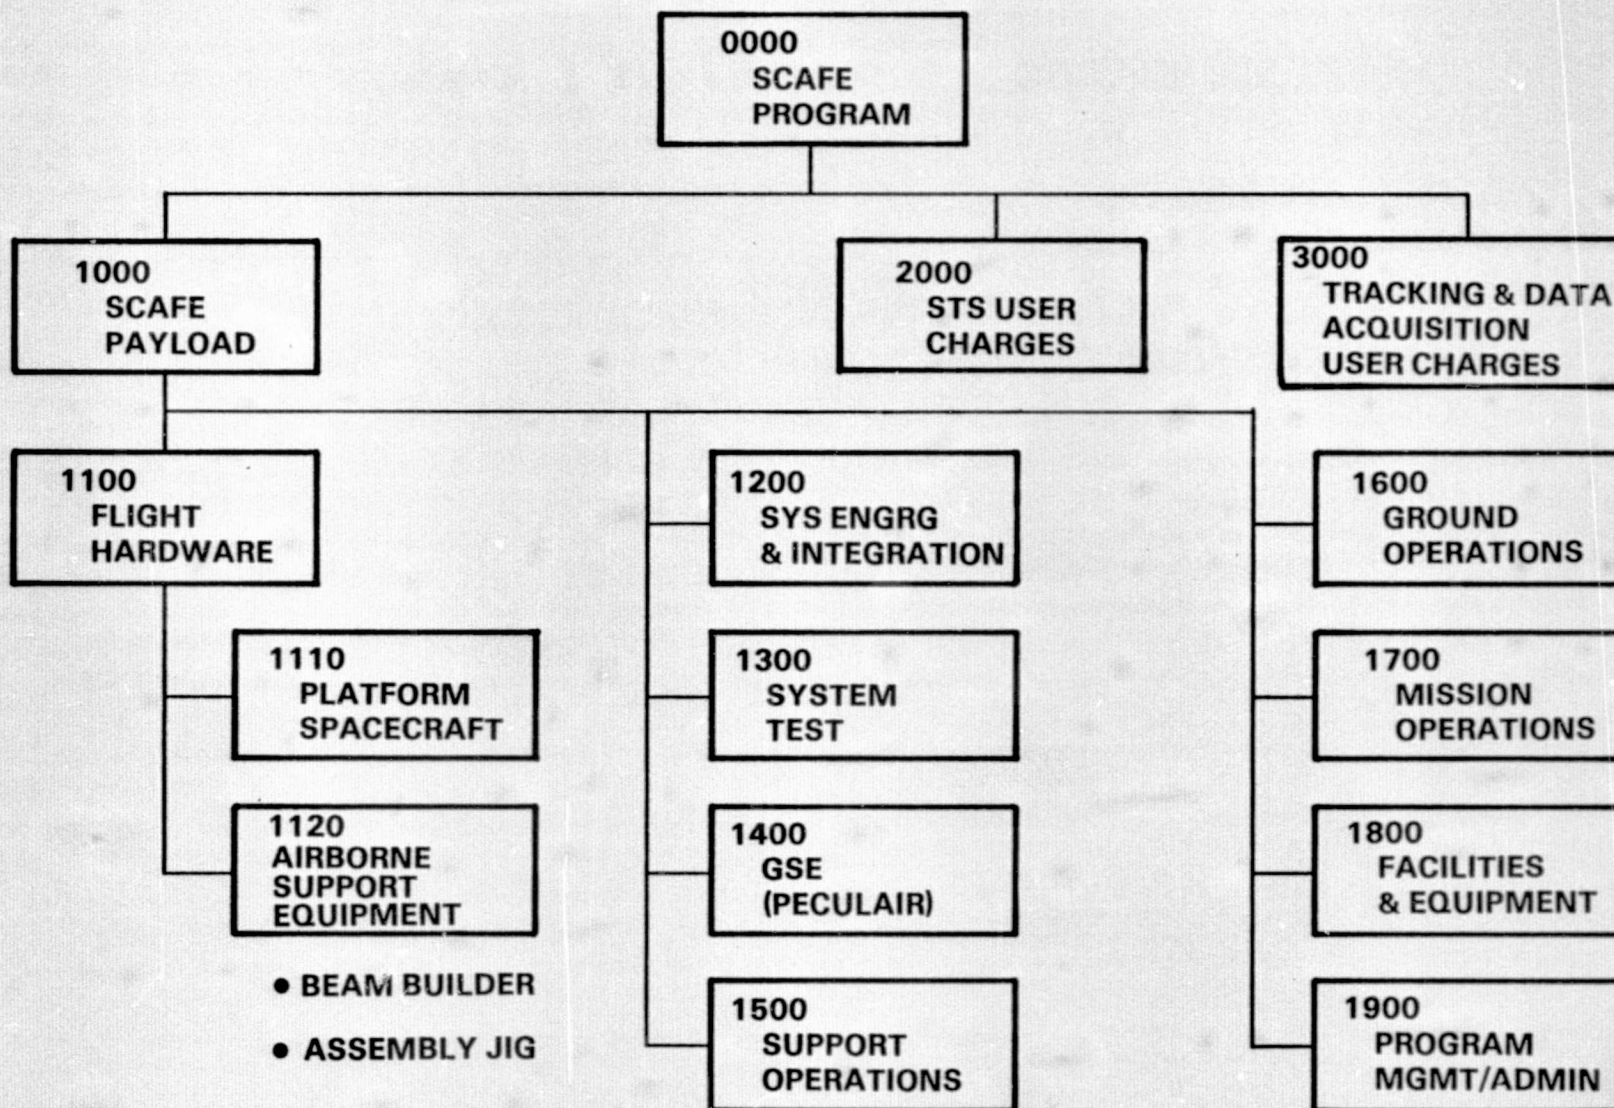 0000
SCAFE
PROGRAM
1000
SCAFE
PAYLOAD
2000
STS USER
CHARGES
3000
TRACKING & DATA
ACQUISITION
USER CHARGES
1100
FLIGHT
HARDWARE
1110
PLATFORM
SPACECRAFT
1120
AIRBORNE
SUPPORT
EQUIPMENT
● BEAM BUILDER
● ASSEMBLY JIG
1200
SYS ENGRG
& INTEGRATION
1300
SYSTEM
TEST
1400
GSE
(PECULAIR)
1500
SUPPORT
OPERATIONS
1600
GROUND
OPERATIONS
1700
MISSION
OPERATIONS
1800
FACILITIES
& EQUIPMENT
1900
PROGRAM
MGMT/ADMIN